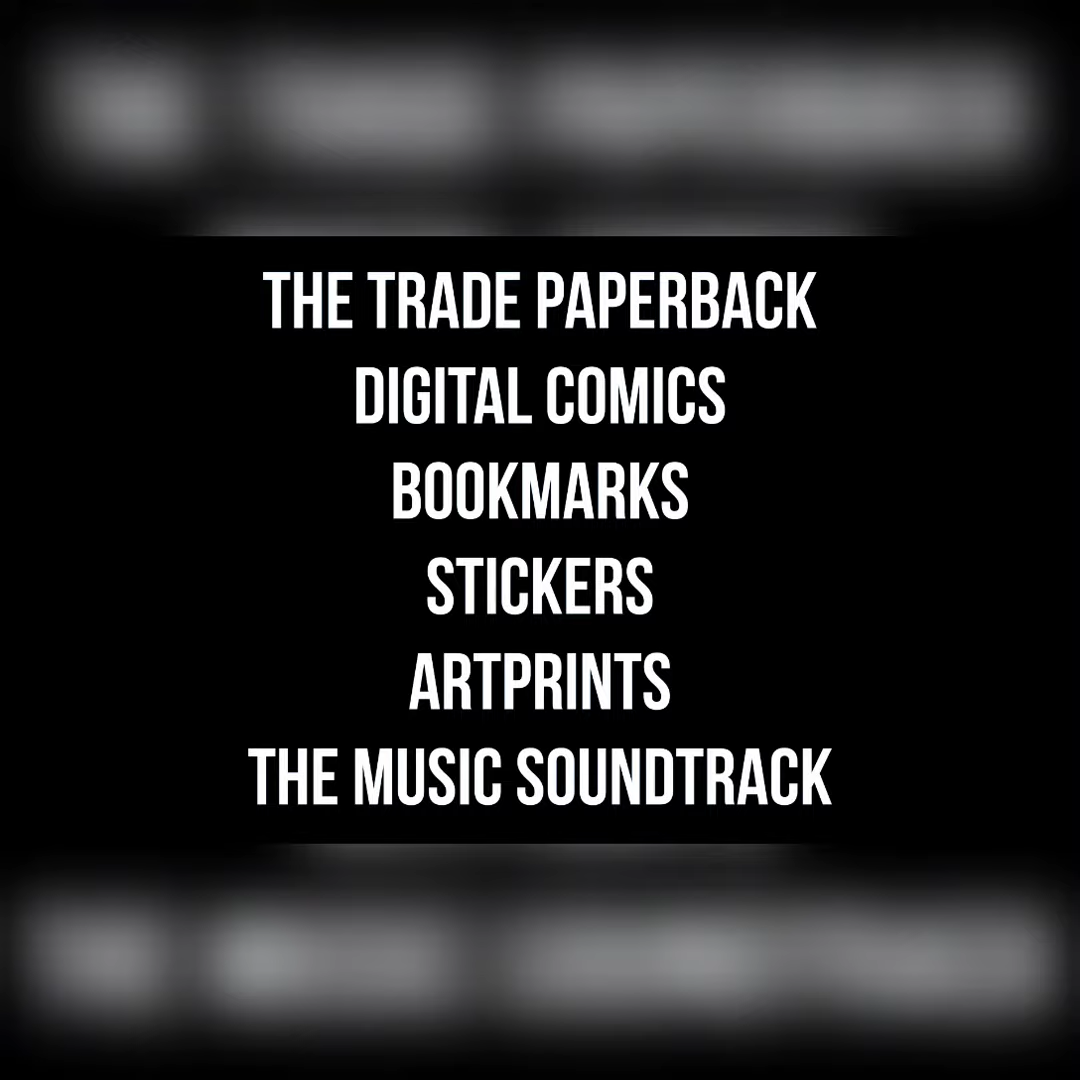 THE TRADE PAPERBACK
DIGITAL COMICS
BOOKMARKS
STICKERS
ARTPRINTS
THE MUSIC SOUNDTRACK